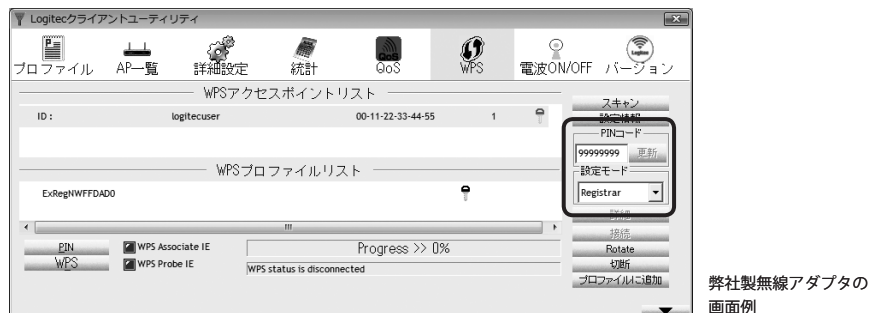 Logitecクライアントユーティリティ
プロファイル AP一覧 詳細設定 統計 QoS WPS 電波ON/OFF バージョン
WPSアクセスポイントリスト
ID : logitecuser 00-11-22-33-44-55 1
WPSプロファイルリスト
ExRegNWFFDAD0
PIN WPS Associate IE Progress >> 0%
WPS WPS Probe IE WPS status is disconnected
スキャン
設定情報
PINコード
99999999 更新
設定モード
Registrar
詳細
接続
Rotate
切断
プロファイルに追加
弊社製無線アダプタの
画面例